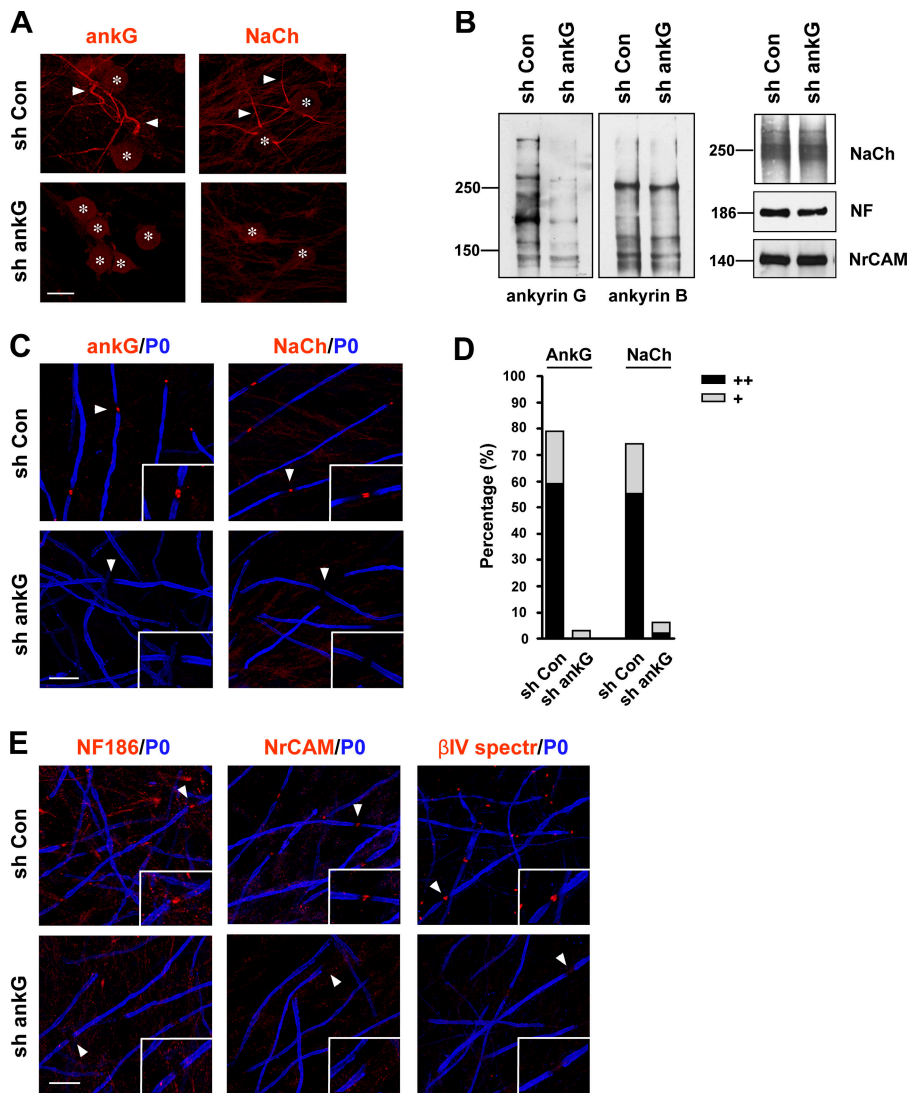 A
ankG
NaCh
sh Con
* * * *
sh ankG
* * * * * * *
B
sh Con
sh ankG
sh Con
sh ankG
sh Con
sh ankG
250
150
ankyrin G
ankyrin B
250
NaCh
186
NF
140
NrCAM
C
ankG/P0
NaCh/P0
sh Con
sh ankG
D
AnkG
NaCh
++
+
Percentage (%)
100
90
80
70
60
50
40
30
20
10
0
sh Con
sh ankG
sh Con
sh ankG
E
NF186/P0
NrCAM/P0
βIV spectr/P0
sh Con
sh ankG